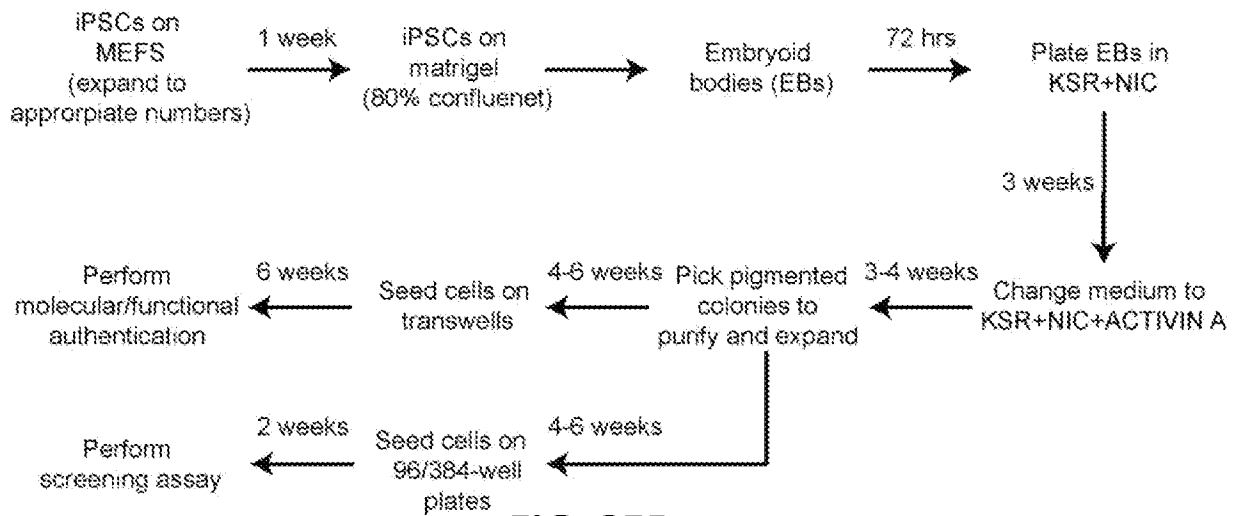 iPSCs on
MEFS
(expand to
approrpiate numbers)
1 week
iPSCs on
matrigel
(80% confluenet)
Embryoid
bodies (EBs)
72 hrs
Plate EBs in
KSR+NIC
3 weeks
Change medium to
KSR+NIC+ACTIVIN A
3-4 weeks
Pick pigmented
colonies to
purify and expand
4-6 weeks
Seed cells on
transwells
6 weeks
Perform
molecular/functional
authentication
4-6 weeks
Seed cells on
96/384-well
plates
2 weeks
Perform
screening assay